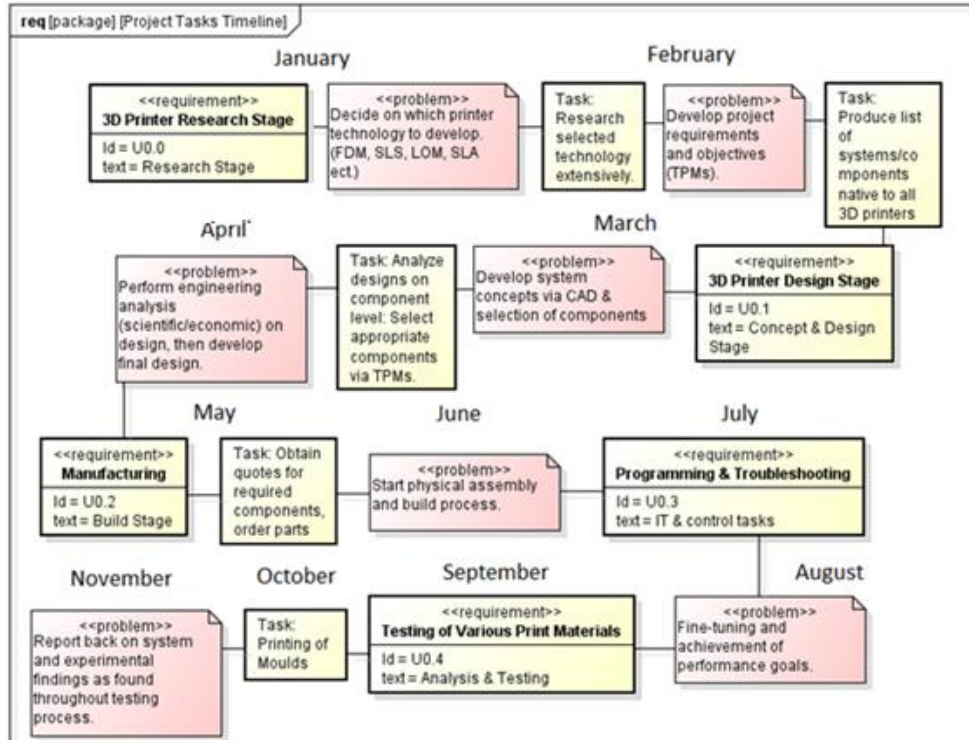 req [package] [Project Tasks Timeline]
January
February
<<requirement>>
3D Printer Research Stage
Id = U0.0
text = Research Stage
<<problem>>
Decide on which printer
technology to develop.
(FDM, SLS, LOM, SLA
ect.)
Task:
Research
selected
technology
extensively.
<<problem>>
Develop project
requirements
and objectives
(TPMs).
Task:
Produce list
of
systems/co
mponents
native to all
3D printers
April
March
<<problem>>
Perform engineering
analysis
(scientific/economic) on
design, then develop
final design.
Task: Analyze
designs on
component
level: Select
appropriate
components
via TPMs.
<<problem>>
Develop system
concepts via CAD &
selection of components
<<requirement>>
3D Printer Design Stage
Id = U0.1
text = Concept & Design
Stage
May
June
July
<<requirement>>
Manufacturing
Id = U0.2
text = Build Stage
Task: Obtain
quotes for
required
components,
order parts
<<problem>>
Start physical assembly
and build process.
<<requirement>>
Programming & Troubleshooting
Id = U0.3
text = IT & control tasks
November
October
September
August
<<problem>>
Report back on system
and experimental
findings as found
throughout testing
process.
Task:
Printing of
Moulds
<<requirement>>
Testing of Various Print Materials
Id = U0.4
text = Analysis & Testing
<<problem>>
Fine-tuning and
achievement of
performance goals.